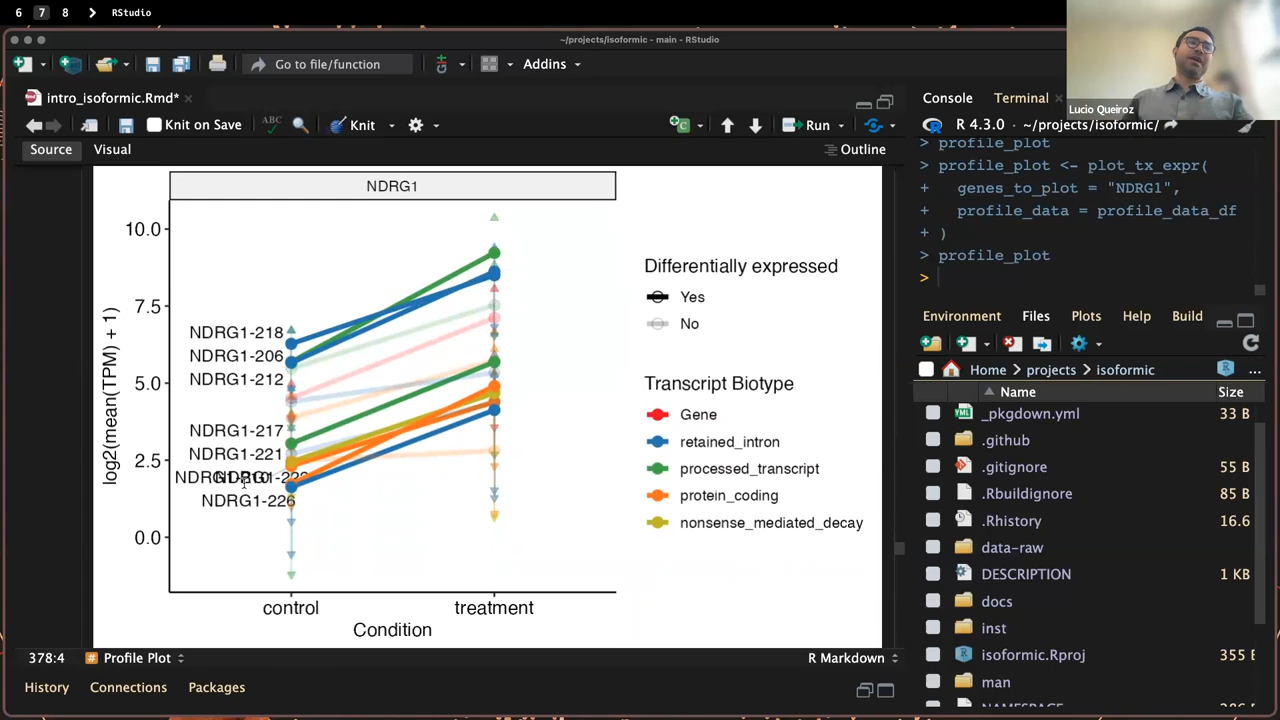 6 7 8 RStudio
~/projects/isoformic - main - RStudio
Go to file/function Addins
intro_isoformic.Rmd*
Knit on Save ABC Knit Run
Source Visual Outline
NDRG1
10.0
7.5
5.0
2.5
0.0
log2(mean(TPM) + 1)
NDRG1-218
NDRG1-206
NDRG1-212
NDRG1-217
NDRG1-221
NDRG1-226
control treatment
Condition
Differentially expressed
Yes
No
Transcript Biotype
Gene
retained_intron
processed_transcript
protein_coding
nonsense_mediated_decay
378:4 Profile Plot R Markdown
History Connections Packages
Lucio Queiroz
Console Terminal
R 4.3.0 · ~/projects/isoformic/
> profile_plot
> profile_plot <- plot_tx_expr(
+ genes_to_plot = "NDRG1",
+ profile_data = profile_data_df
+ )
> profile_plot
>
Environment Files Plots Help Build
Home projects isoformic ...
Name Size
_pkgdown.yml 33 B
.github
.gitignore 55 B
.Rbuildignore 85 B
.Rhistory 16.6
data-raw
DESCRIPTION 1 KB
docs
inst
isoformic.Rproj 355 B
man